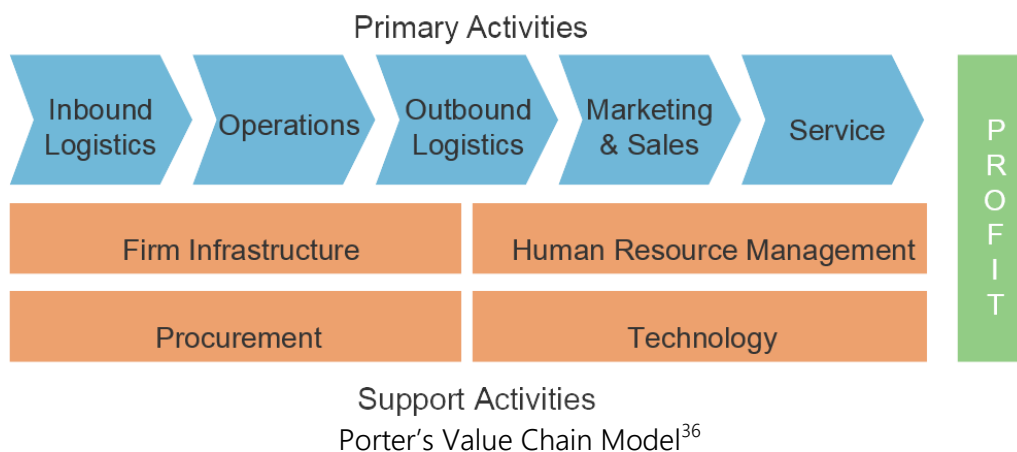 Primary Activities
Inbound
Logistics
Operations
Outbound
Logistics
Marketing
& Sales
Service
Firm Infrastructure
Human Resource Management
Procurement
Technology
PROFIT
Support Activities
Porter’s Value Chain Model36